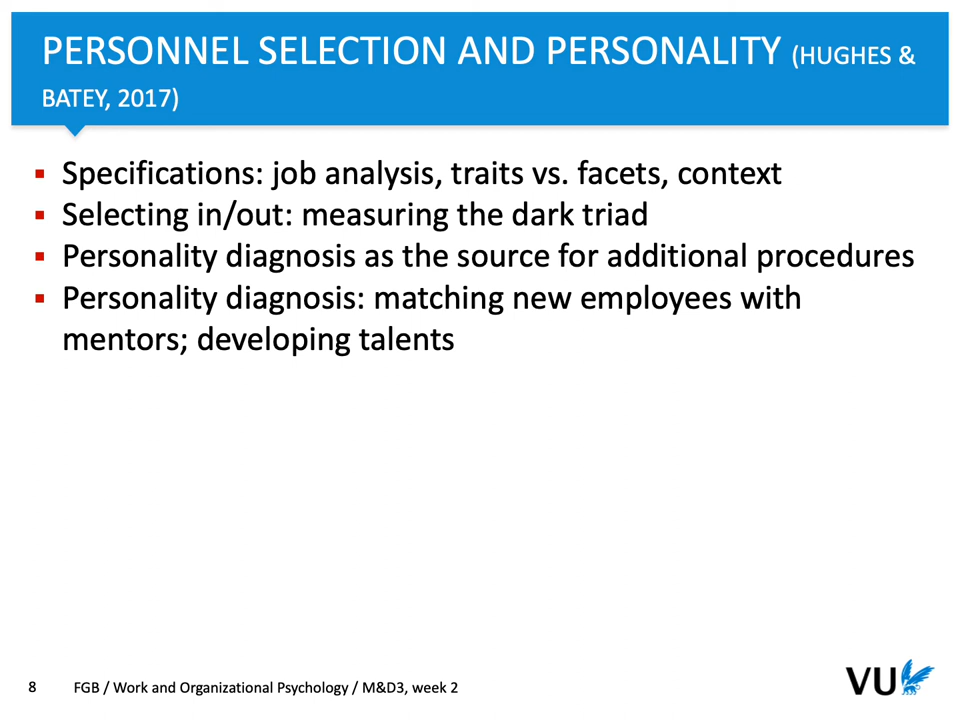 PERSONNEL SELECTION AND PERSONALITY (HUGHES &
BATEY, 2017)
▪ Specifications: job analysis, traits vs. facets, context
▪ Selecting in/out: measuring the dark triad
▪ Personality diagnosis as the source for additional procedures
▪ Personality diagnosis: matching new employees with
mentors; developing talents
8 FGB / Work and Organizational Psychology / M&D3, week 2
VU